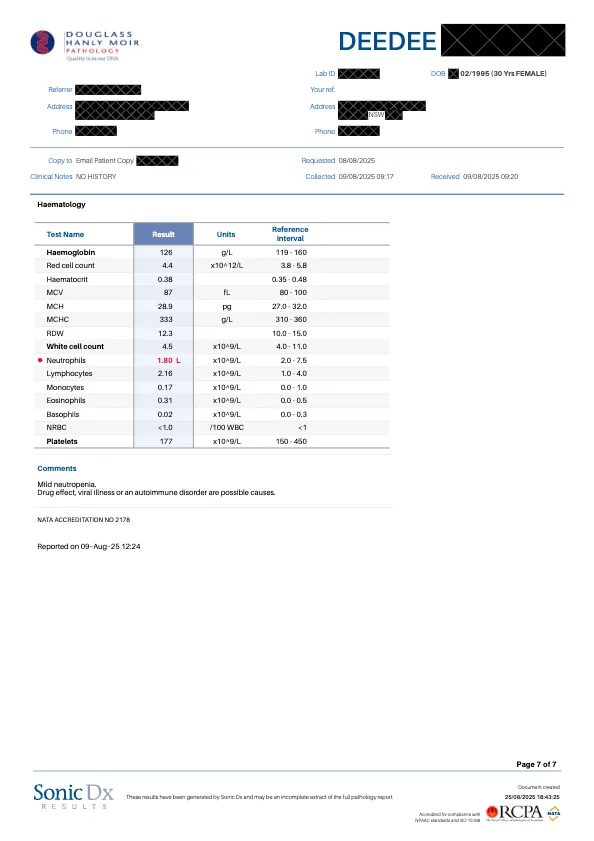 DOUGLASS
HANLY MOIR
PATHOLOGY
Quality is in our DNA
DEEDEE
Lab ID
DOB 02/1995 (30 Yrs FEMALE)
Referrer
Your ref.
Address
Address
NSW
Phone
Phone
Copy to Email Patient Copy
Requested 08/08/2025
Clinical Notes NO HISTORY
Collected 09/08/2025 09:17
Received 09/08/2025 09:20
Haematology
Test Name Result Units Reference Interval
Haemoglobin 126 g/L 119 - 160
Red cell count 4.4 x10^12/L 3.8 - 5.8
Haematocrit 0.38 0.35 - 0.48
MCV 87 fL 80 - 100
MCH 28.9 pg 27.0 - 32.0
MCHC 333 g/L 310 - 360
RDW 12.3 10.0 - 15.0
White cell count 4.5 x10^9/L 4.0 - 11.0
Neutrophils 1.80 L x10^9/L 2.0 - 7.5
Lymphocytes 2.16 x10^9/L 1.0 - 4.0
Monocytes 0.17 x10^9/L 0.0 - 1.0
Eosinophils 0.31 x10^9/L 0.0 - 0.5
Basophils 0.02 x10^9/L 0.0 - 0.3
NRBC <1.0 /100 WBC <1
Platelets 177 x10^9/L 150 - 450
Comments
Mild neutropenia.
Drug effect, viral illness or an autoimmune disorder are possible causes.
NATA ACCREDITATION NO 2178
Reported on 09-Aug-25 12:24
Page 7 of 7
Sonic Dx
RESULTS
These results have been generated by Sonic Dx and may be an incomplete extract of the full pathology report.
Document created
25/08/2025 18:43:25
Accredited for compliance with
NPAAC standards and ISO 15189
RCPA
NATA